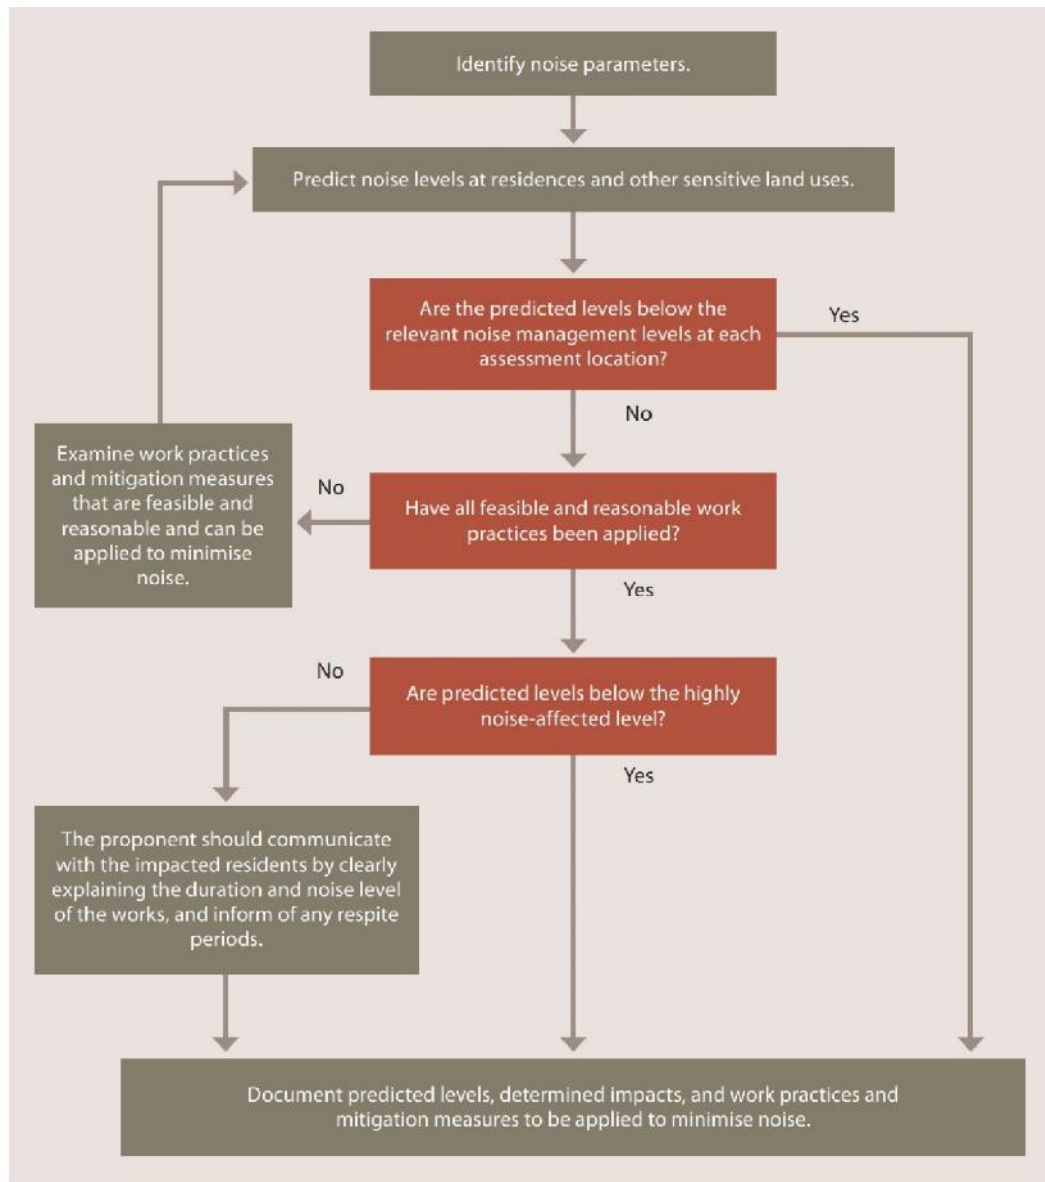 Identify noise parameters.
Predict noise levels at residences and other sensitive land uses.
Are the predicted levels below the
relevant noise management levels at each
assessment location?
Yes
No
Examine work practices
and mitigation measures
that are feasible and
reasonable and can be
applied to minimise
noise.
No
Have all feasible and reasonable work
practices been applied?
Yes
No
Are predicted levels below the highly
noise-affected level?
Yes
The proponent should communicate
with the impacted residents by clearly
explaining the duration and noise level
of the works, and inform of any respite
periods.
Document predicted levels, determined impacts, and work practices and
mitigation measures to be applied to minimise noise.